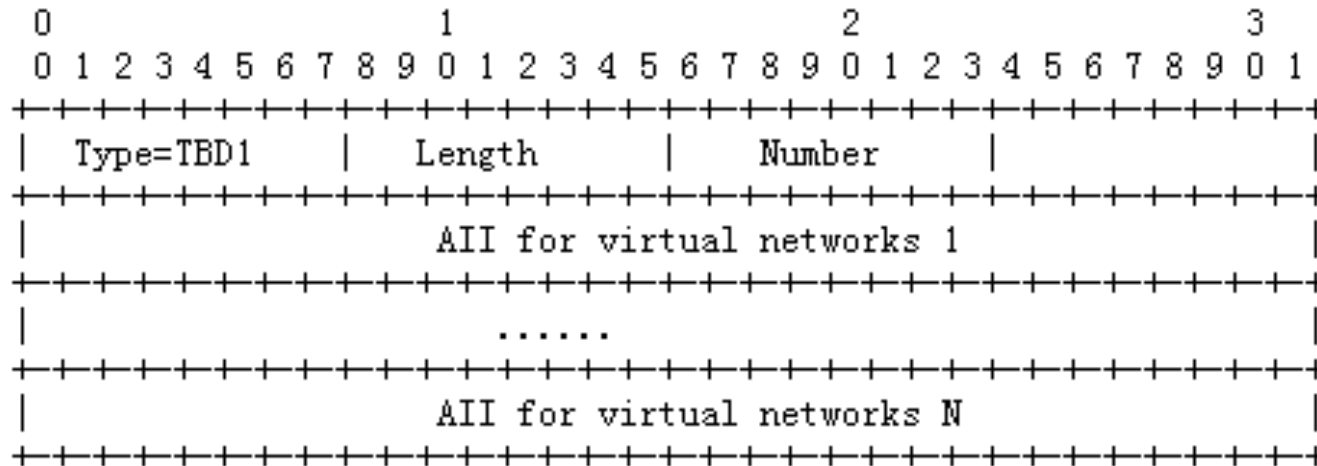 0                   1                   2                   3
0 1 2 3 4 5 6 7 8 9 0 1 2 3 4 5 6 7 8 9 0 1 2 3 4 5 6 7 8 9 0 1
+-+-+-+-+-+-+-+-+-+-+-+-+-+-+-+-+-+-+-+-+-+-+-+-+-+-+-+-+-+-+-+-+
|  Type=TBD1    |   Length      |    Number     |               |
+-+-+-+-+-+-+-+-+-+-+-+-+-+-+-+-+-+-+-+-+-+-+-+-+-+-+-+-+-+-+-+-+
|                    AII for virtual networks 1                 |
+-+-+-+-+-+-+-+-+-+-+-+-+-+-+-+-+-+-+-+-+-+-+-+-+-+-+-+-+-+-+-+-+
|                       ......                                  |
+-+-+-+-+-+-+-+-+-+-+-+-+-+-+-+-+-+-+-+-+-+-+-+-+-+-+-+-+-+-+-+-+
|                    AII for virtual networks N                 |
+-+-+-+-+-+-+-+-+-+-+-+-+-+-+-+-+-+-+-+-+-+-+-+-+-+-+-+-+-+-+-+-+